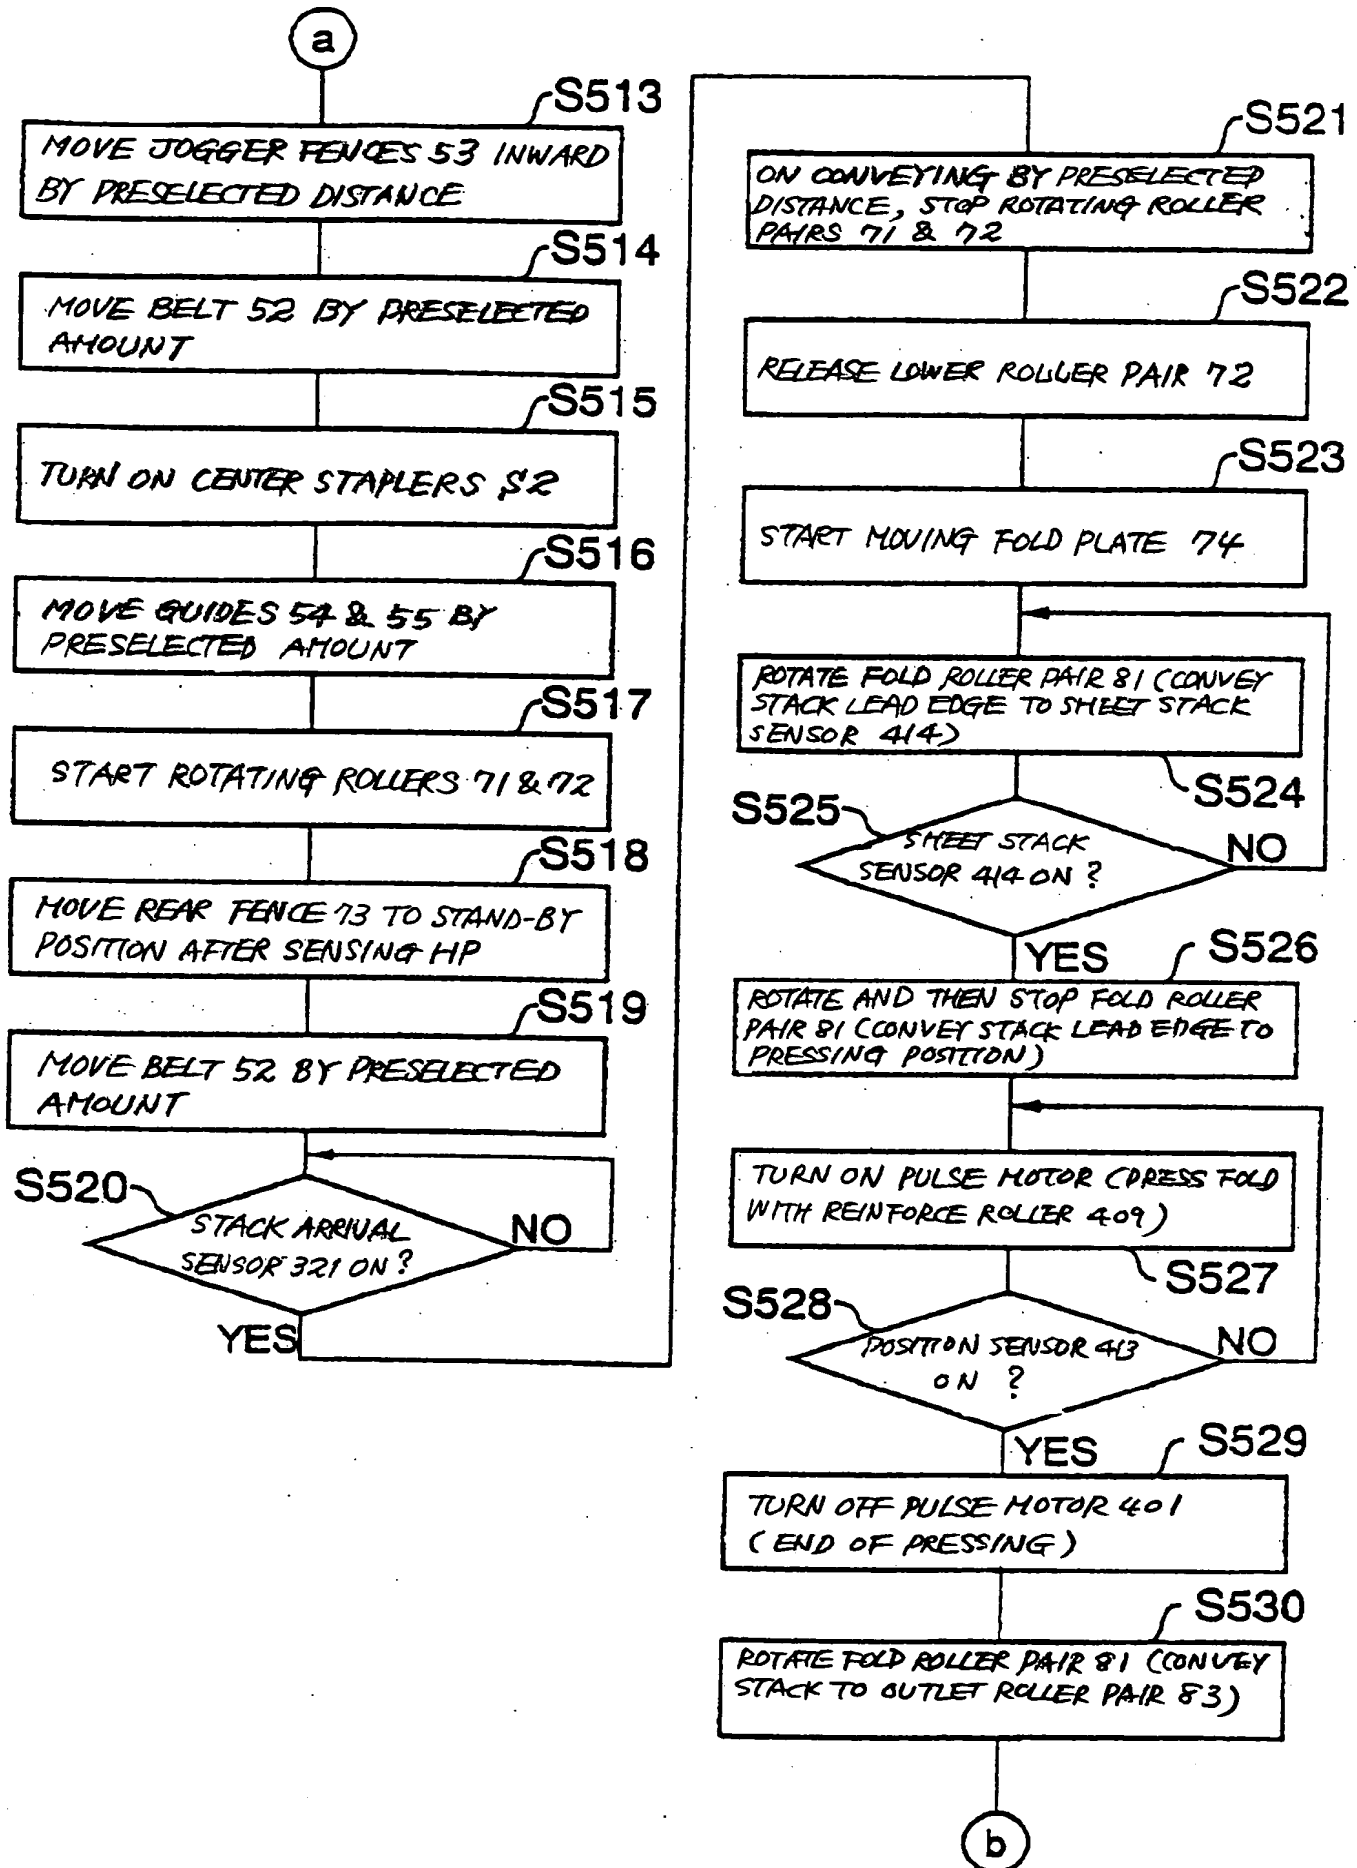 a
S513
MOVE JOGGER FENCES 53 INWARD
BY PRESELECTED DISTANCE
S514
MOVE BELT 52 BY PRESELECTED
AMOUNT
S515
TURN ON CENTER STAPLERS S2
S516
MOVE GUIDES 54 & 55 BY
PRESELECTED AMOUNT
S517
START ROTATING ROLLERS 71 & 72
S518
MOVE REAR FENCE 73 TO STAND-BY
POSITION AFTER SENSING HP
S519
MOVE BELT 52 BY PRESELECTED
AMOUNT
S520
STACK ARRIVAL
SENSOR 321 ON?
NO
YES
S521
ON CONVEYING BY PRESELECTED
DISTANCE, STOP ROTATING ROLLER
PAIRS 71 & 72
S522
RELEASE LOWER ROLLER PAIR 72
S523
START MOVING FOLD PLATE 74
ROTATE FOLD ROLLER PAIR 81 (CONVEY
STACK LEAD EDGE TO SHEET STACK
SENSOR 414)
S524
S525
SHEET STACK
SENSOR 414 ON?
NO
YES
S526
ROTATE AND THEN STOP FOLD ROLLER
PAIR 81 (CONVEY STACK LEAD EDGE TO
PRESSING POSITION)
TURN ON PULSE MOTOR (PRESS FOLD
WITH REINFORCE ROLLER 409)
S527
S528
POSITION SENSOR 413
ON ?
NO
YES
S529
TURN OFF PULSE MOTOR 401
(END OF PRESSING)
S530
ROTATE FOLD ROLLER PAIR 81 (CONVEY
STACK TO OUTLET ROLLER PAIR 83)
b